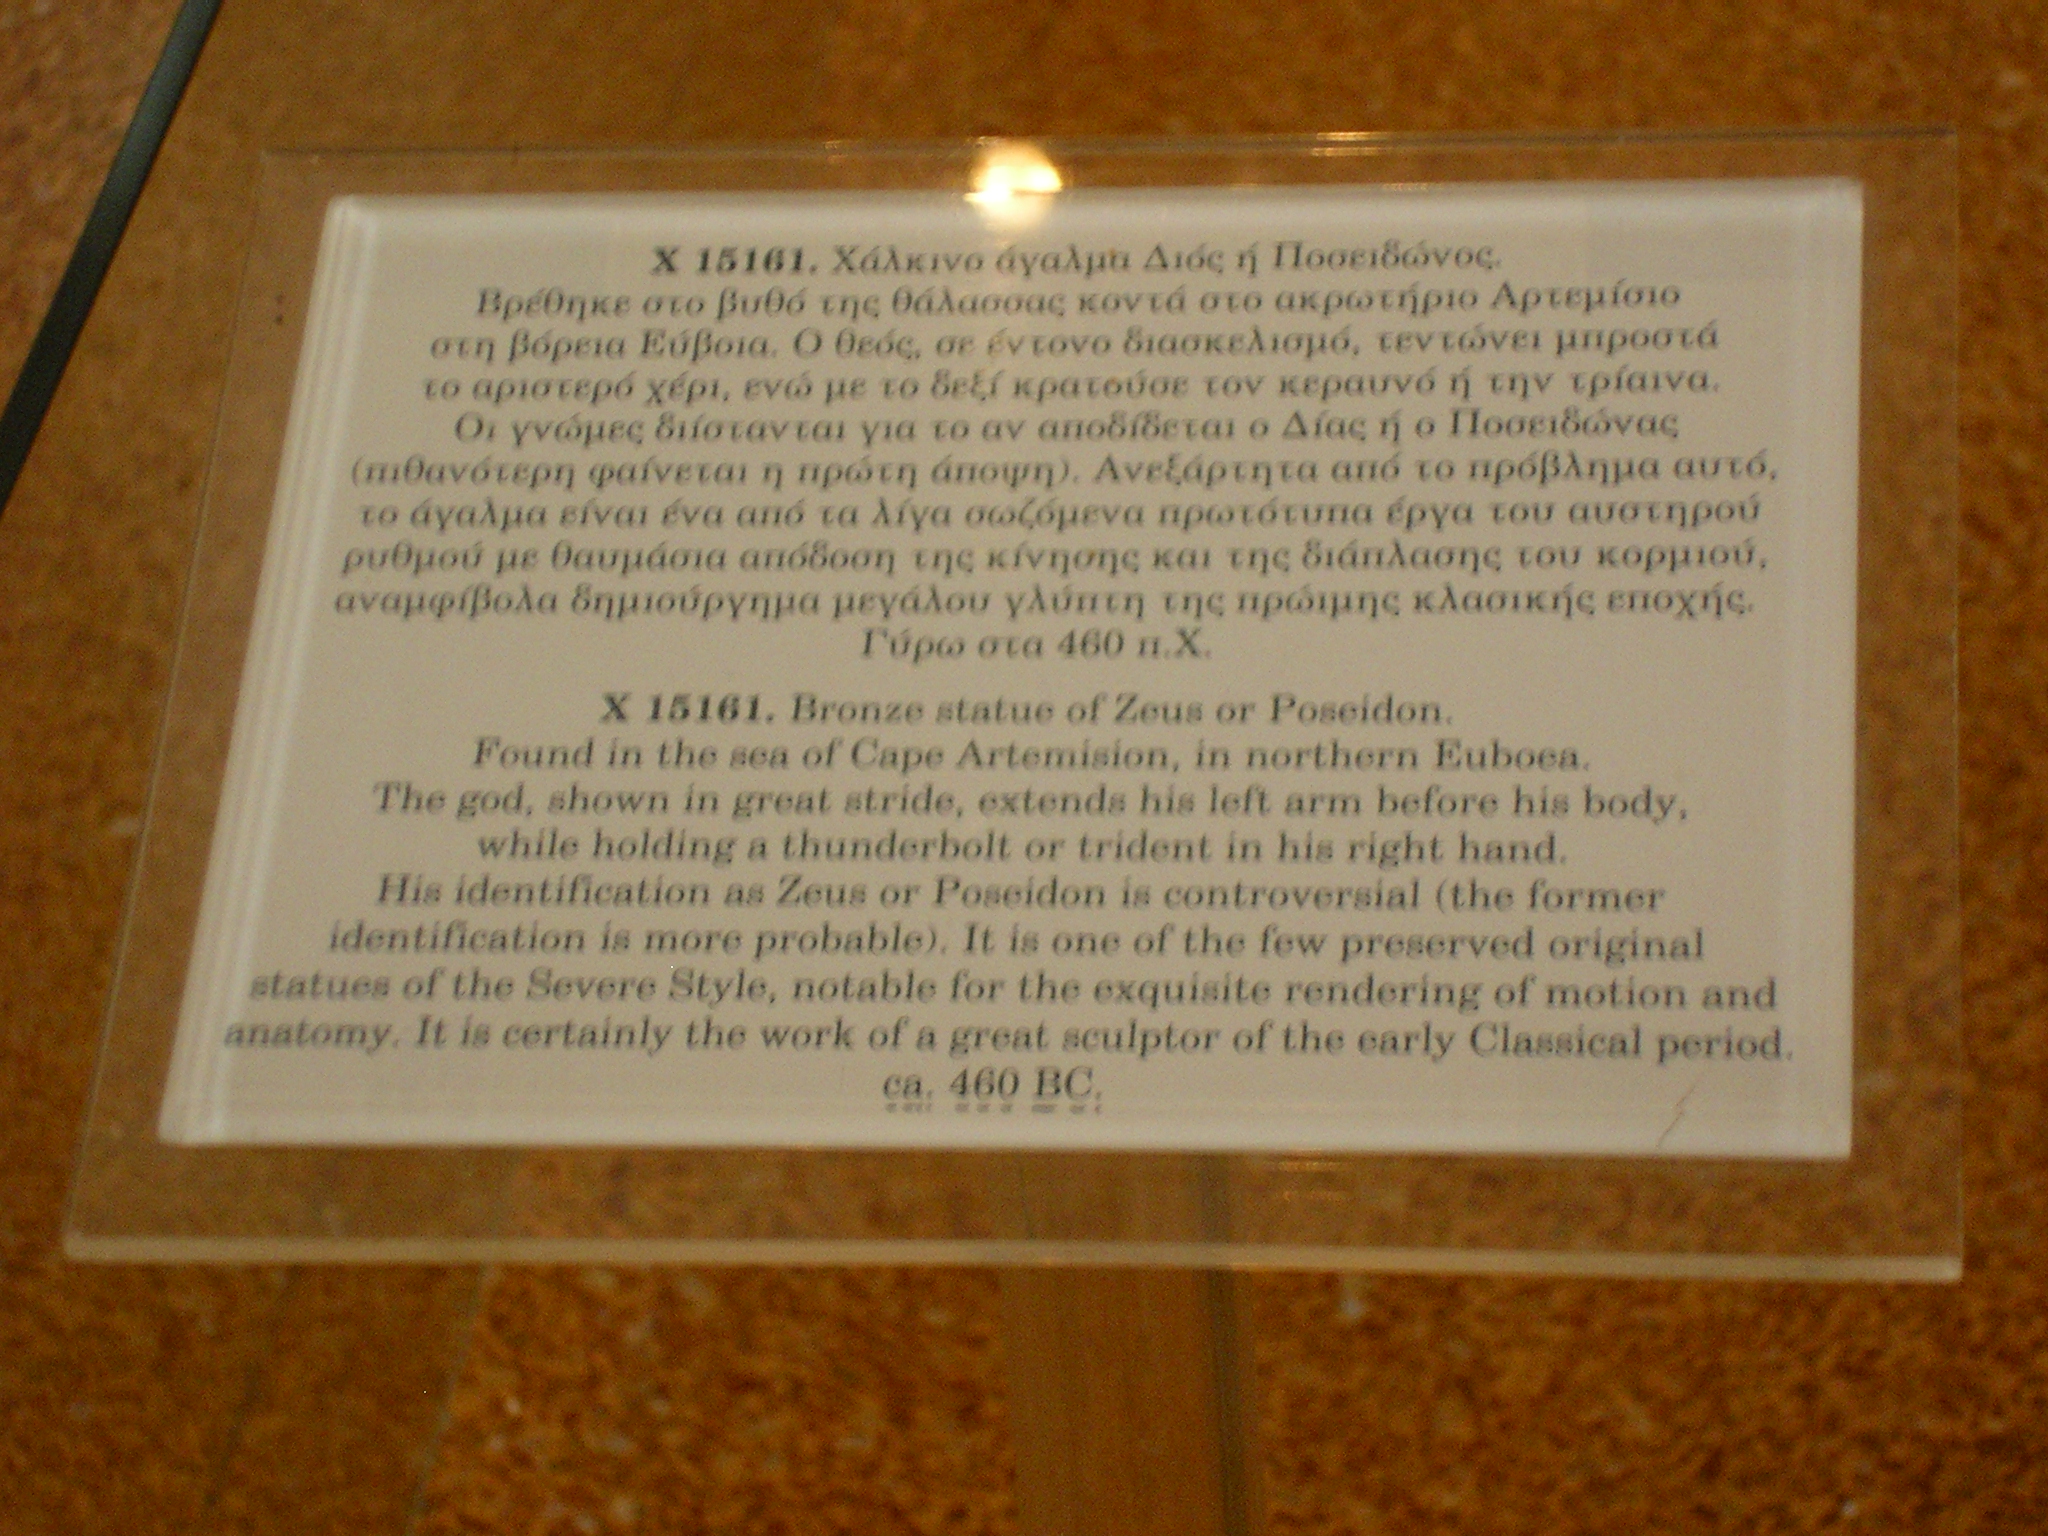 Χ 15161. Χάλκινο άγαλμα Διός ή Ποσειδώνος.
Βρέθηκε στο βυθό της θάλασσας κοντά στο ακρωτήριο Αρτεμίσιο
στη βόρεια Εύβοια. Ο θεός, σε έντονο διασκελισμό, τεντώνει μπροστά
το αριστερό χέρι, ενώ με το δεξί κρατούσε τον κεραυνό ή την τρίαινα.
Οι γνώμες διίστανται για το αν αποδίδεται ο Δίας ή ο Ποσειδώνας
(πιθανότερη φαίνεται η πρώτη άποψη). Ανεξάρτητα από το πρόβλημα αυτό,
το άγαλμα είναι ένα από τα λίγα σωζόμενα πρωτότυπα έργα του αυστηρού
ρυθμού με θαυμάσια απόδοση της κίνησης και της διάπλασης του κορμιού,
αναμφίβολα δημιούργημα μεγάλου γλύπτη της πρώιμης κλασικής εποχής.
Γύρω στα 460 π.Χ.
X 15161. Bronze statue of Zeus or Poseidon.
Found in the sea of Cape Artemision, in northern Euboea.
The god, shown in great stride, extends his left arm before his body,
while holding a thunderbolt or trident in his right hand.
His identification as Zeus or Poseidon is controversial (the former
identification is more probable). It is one of the few preserved original
statues of the Severe Style, notable for the exquisite rendering of motion and
anatomy. It is certainly the work of a great sculptor of the early Classical period.
ca. 460 BC.